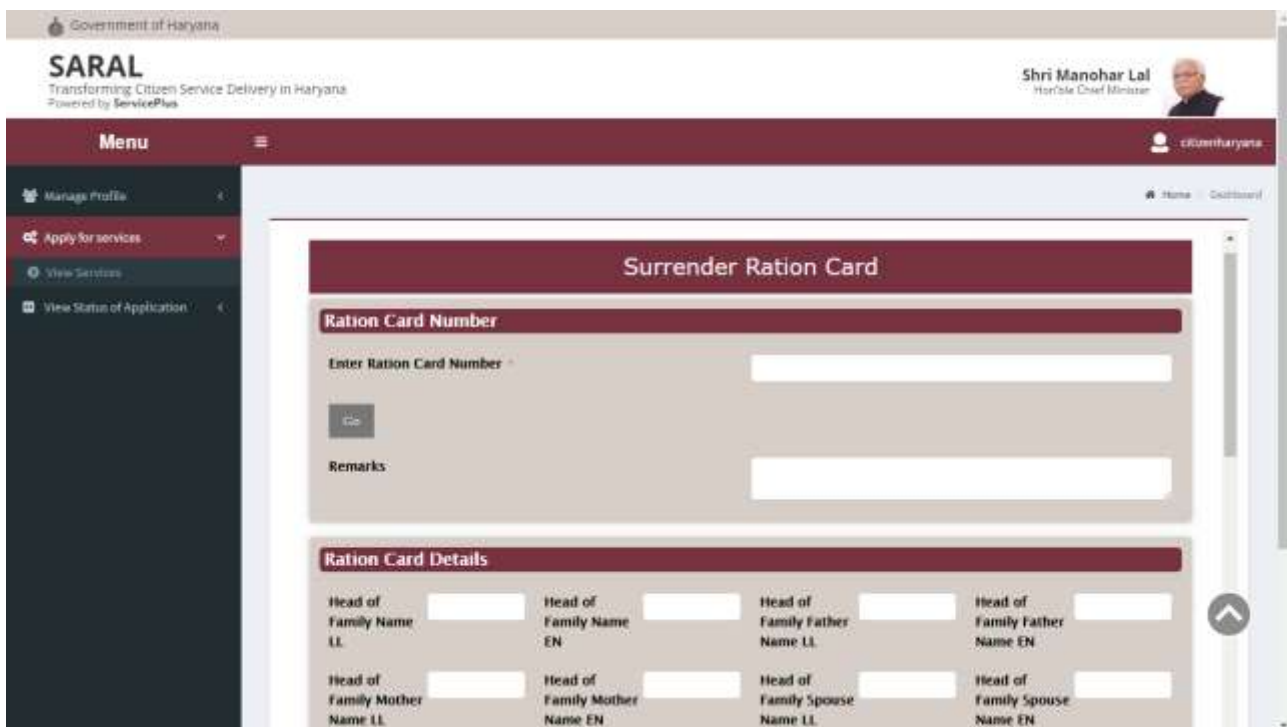 Government of Haryana
SARAL
Transforming Citizen Service Delivery in Haryana
Powered by ServicePlus
Shri Manohar Lal
Hon'ble Chief Minister
Menu
citizenharyana
Manage Profile
Home Dashboard
Apply for services
View Services
View Status of Application
Surrender Ration Card
Ration Card Number
Enter Ration Card Number *
Go
Remarks
Ration Card Details
Head of Family Name LL
Head of Family Name EN
Head of Family Father Name LL
Head of Family Father Name EN
Head of Family Mother Name LL
Head of Family Mother Name EN
Head of Family Spouse Name LL
Head of Family Spouse Name EN